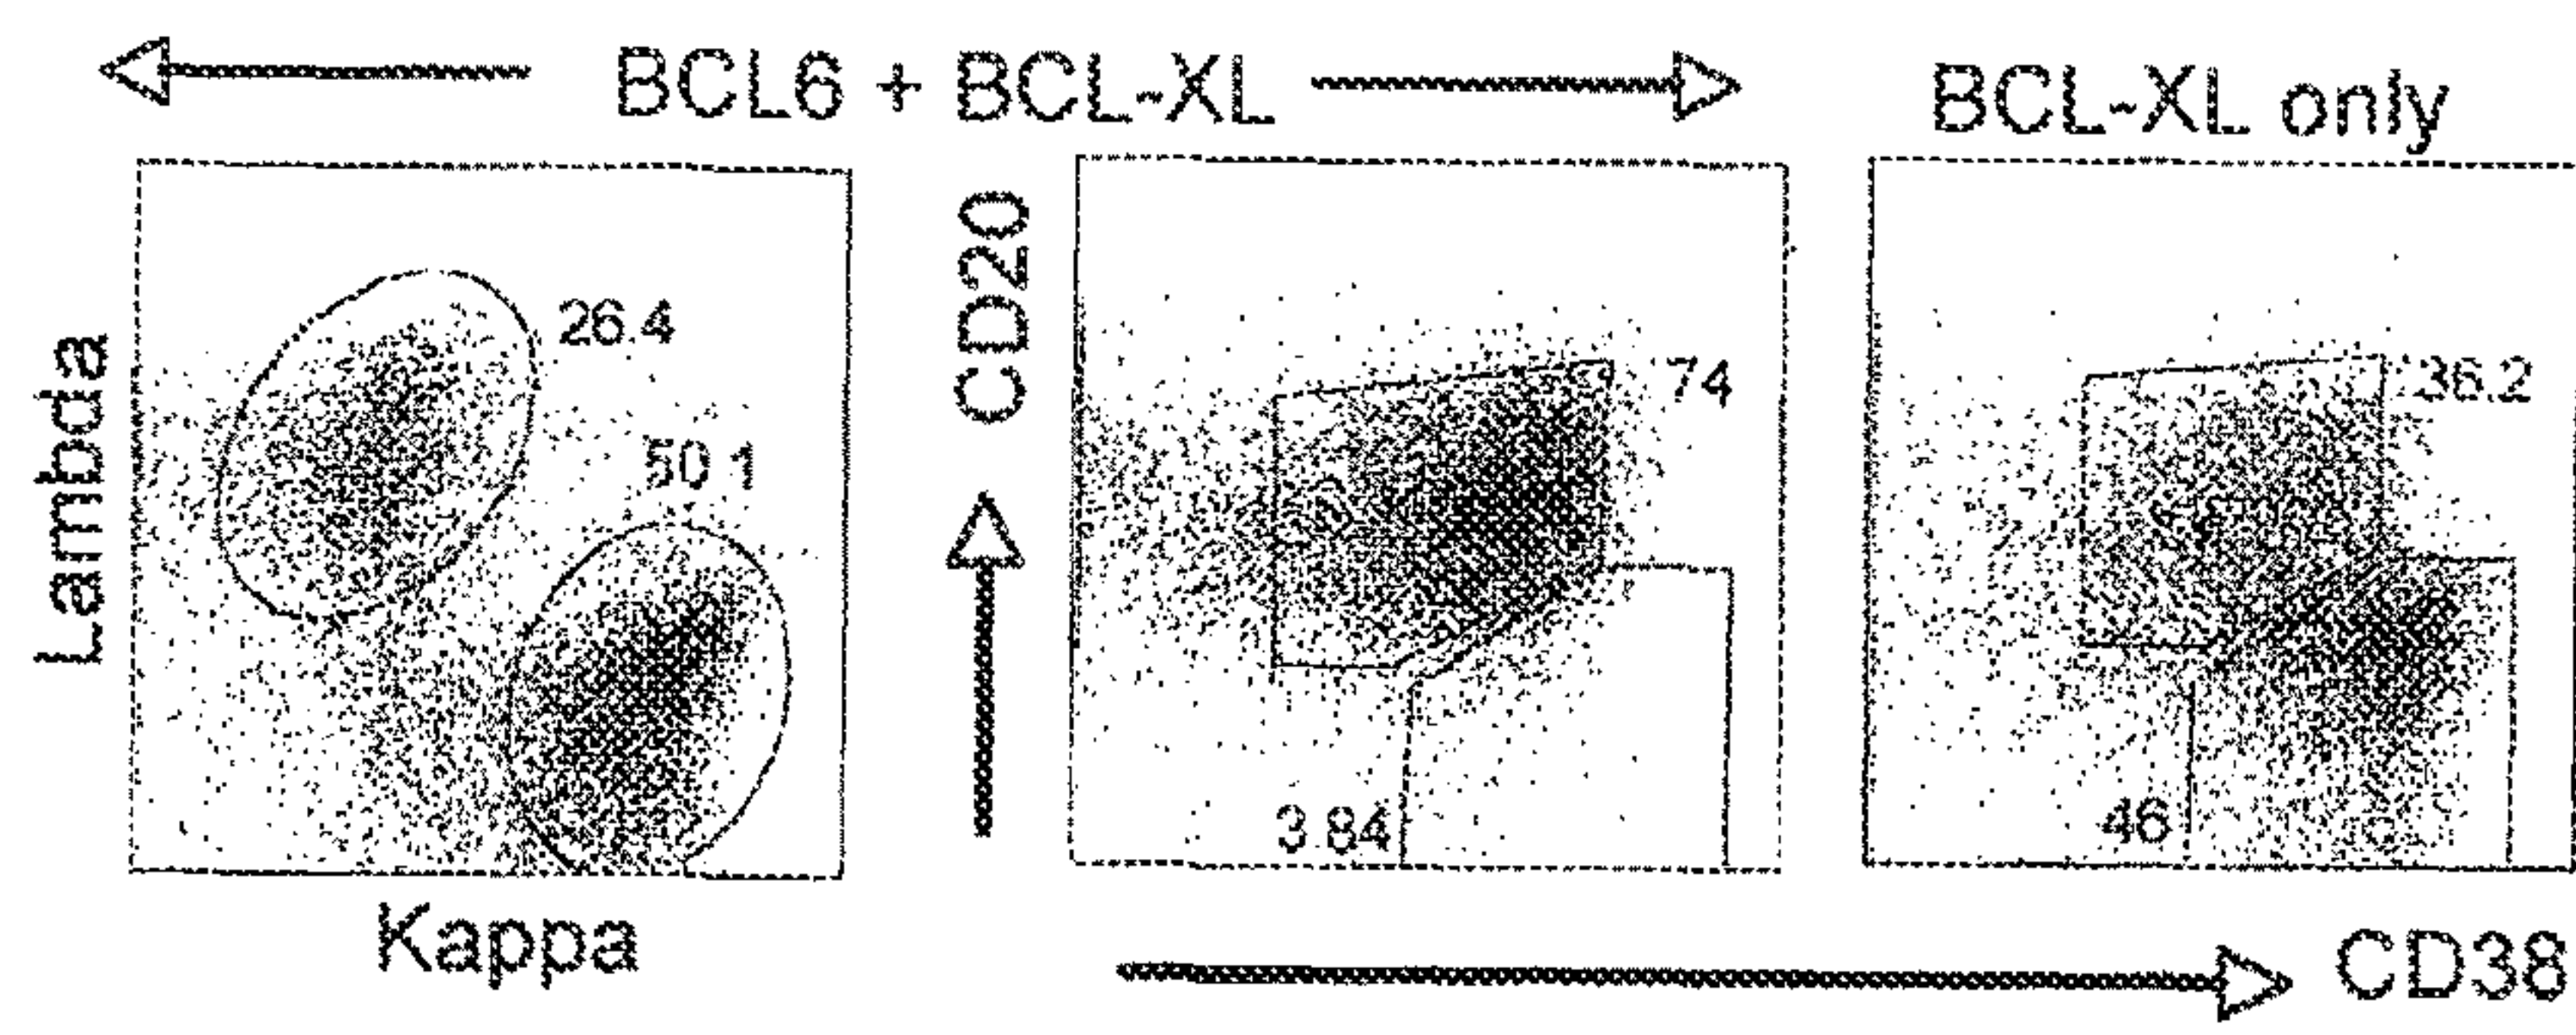 BCL6 + BCL-XL
BCL-XL only
Lambda
26.4
50.1
Kappa
CD20
74
3.84
36.2
46
CD38